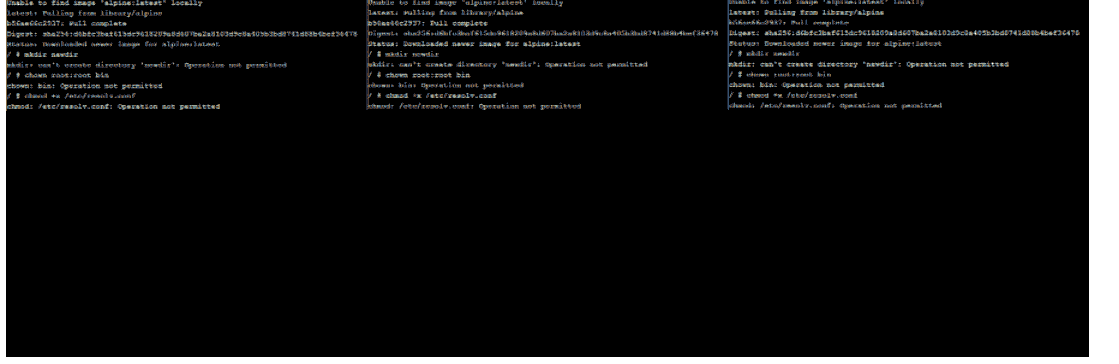 Unable to find image 'alpine:latest' locally
latest: Pulling from library/alpine
b56ae66c2937: Pull complete
Digest:
Status: Downloaded newer image for alpine:latest
/ # mkdir newdir
mkdir: can't create directory 'newdir': Operation not permitted
/ # chown root:root bin
chown: bin: Operation not permitted
/ # chmod +x /etc/resolv.conf
chmod: /etc/resolv.conf: Operation not permitted
Unable to find image 'alpine:latest' locally
latest: Pulling from library/alpine
b56ae66c2937: Pull complete
Digest:
Status: Downloaded newer image for alpine:latest
/ # mkdir newdir
mkdir: can't create directory 'newdir': Operation not permitted
/ # chown root:root bin
chown: bin: Operation not permitted
/ # chmod +x /etc/resolv.conf
chmod: /etc/resolv.conf: Operation not permitted
Unable to find image 'alpine:latest' locally
latest: Pulling from library/alpine
b56ae66c2937: Pull complete
Digest:
Status: Downloaded newer image for alpine:latest
/ # mkdir newdir
mkdir: can't create directory 'newdir': Operation not permitted
/ # chown root:root bin
chown: bin: Operation not permitted
/ # chmod +x /etc/resolv.conf
chmod: /etc/resolv.conf: Operation not permitted